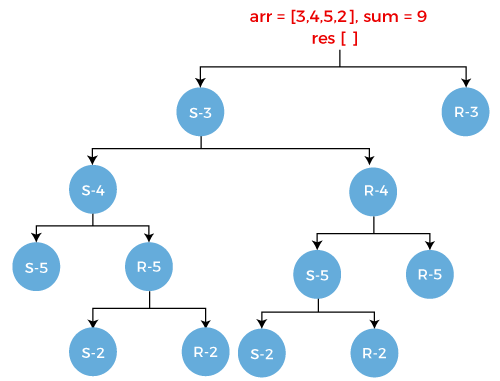 arr = [3,4,5,2], sum = 9
res [ ]
S-3
R-3
S-4
R-4
S-5
R-5
S-5
R-5
S-2
R-2
S-2
R-2